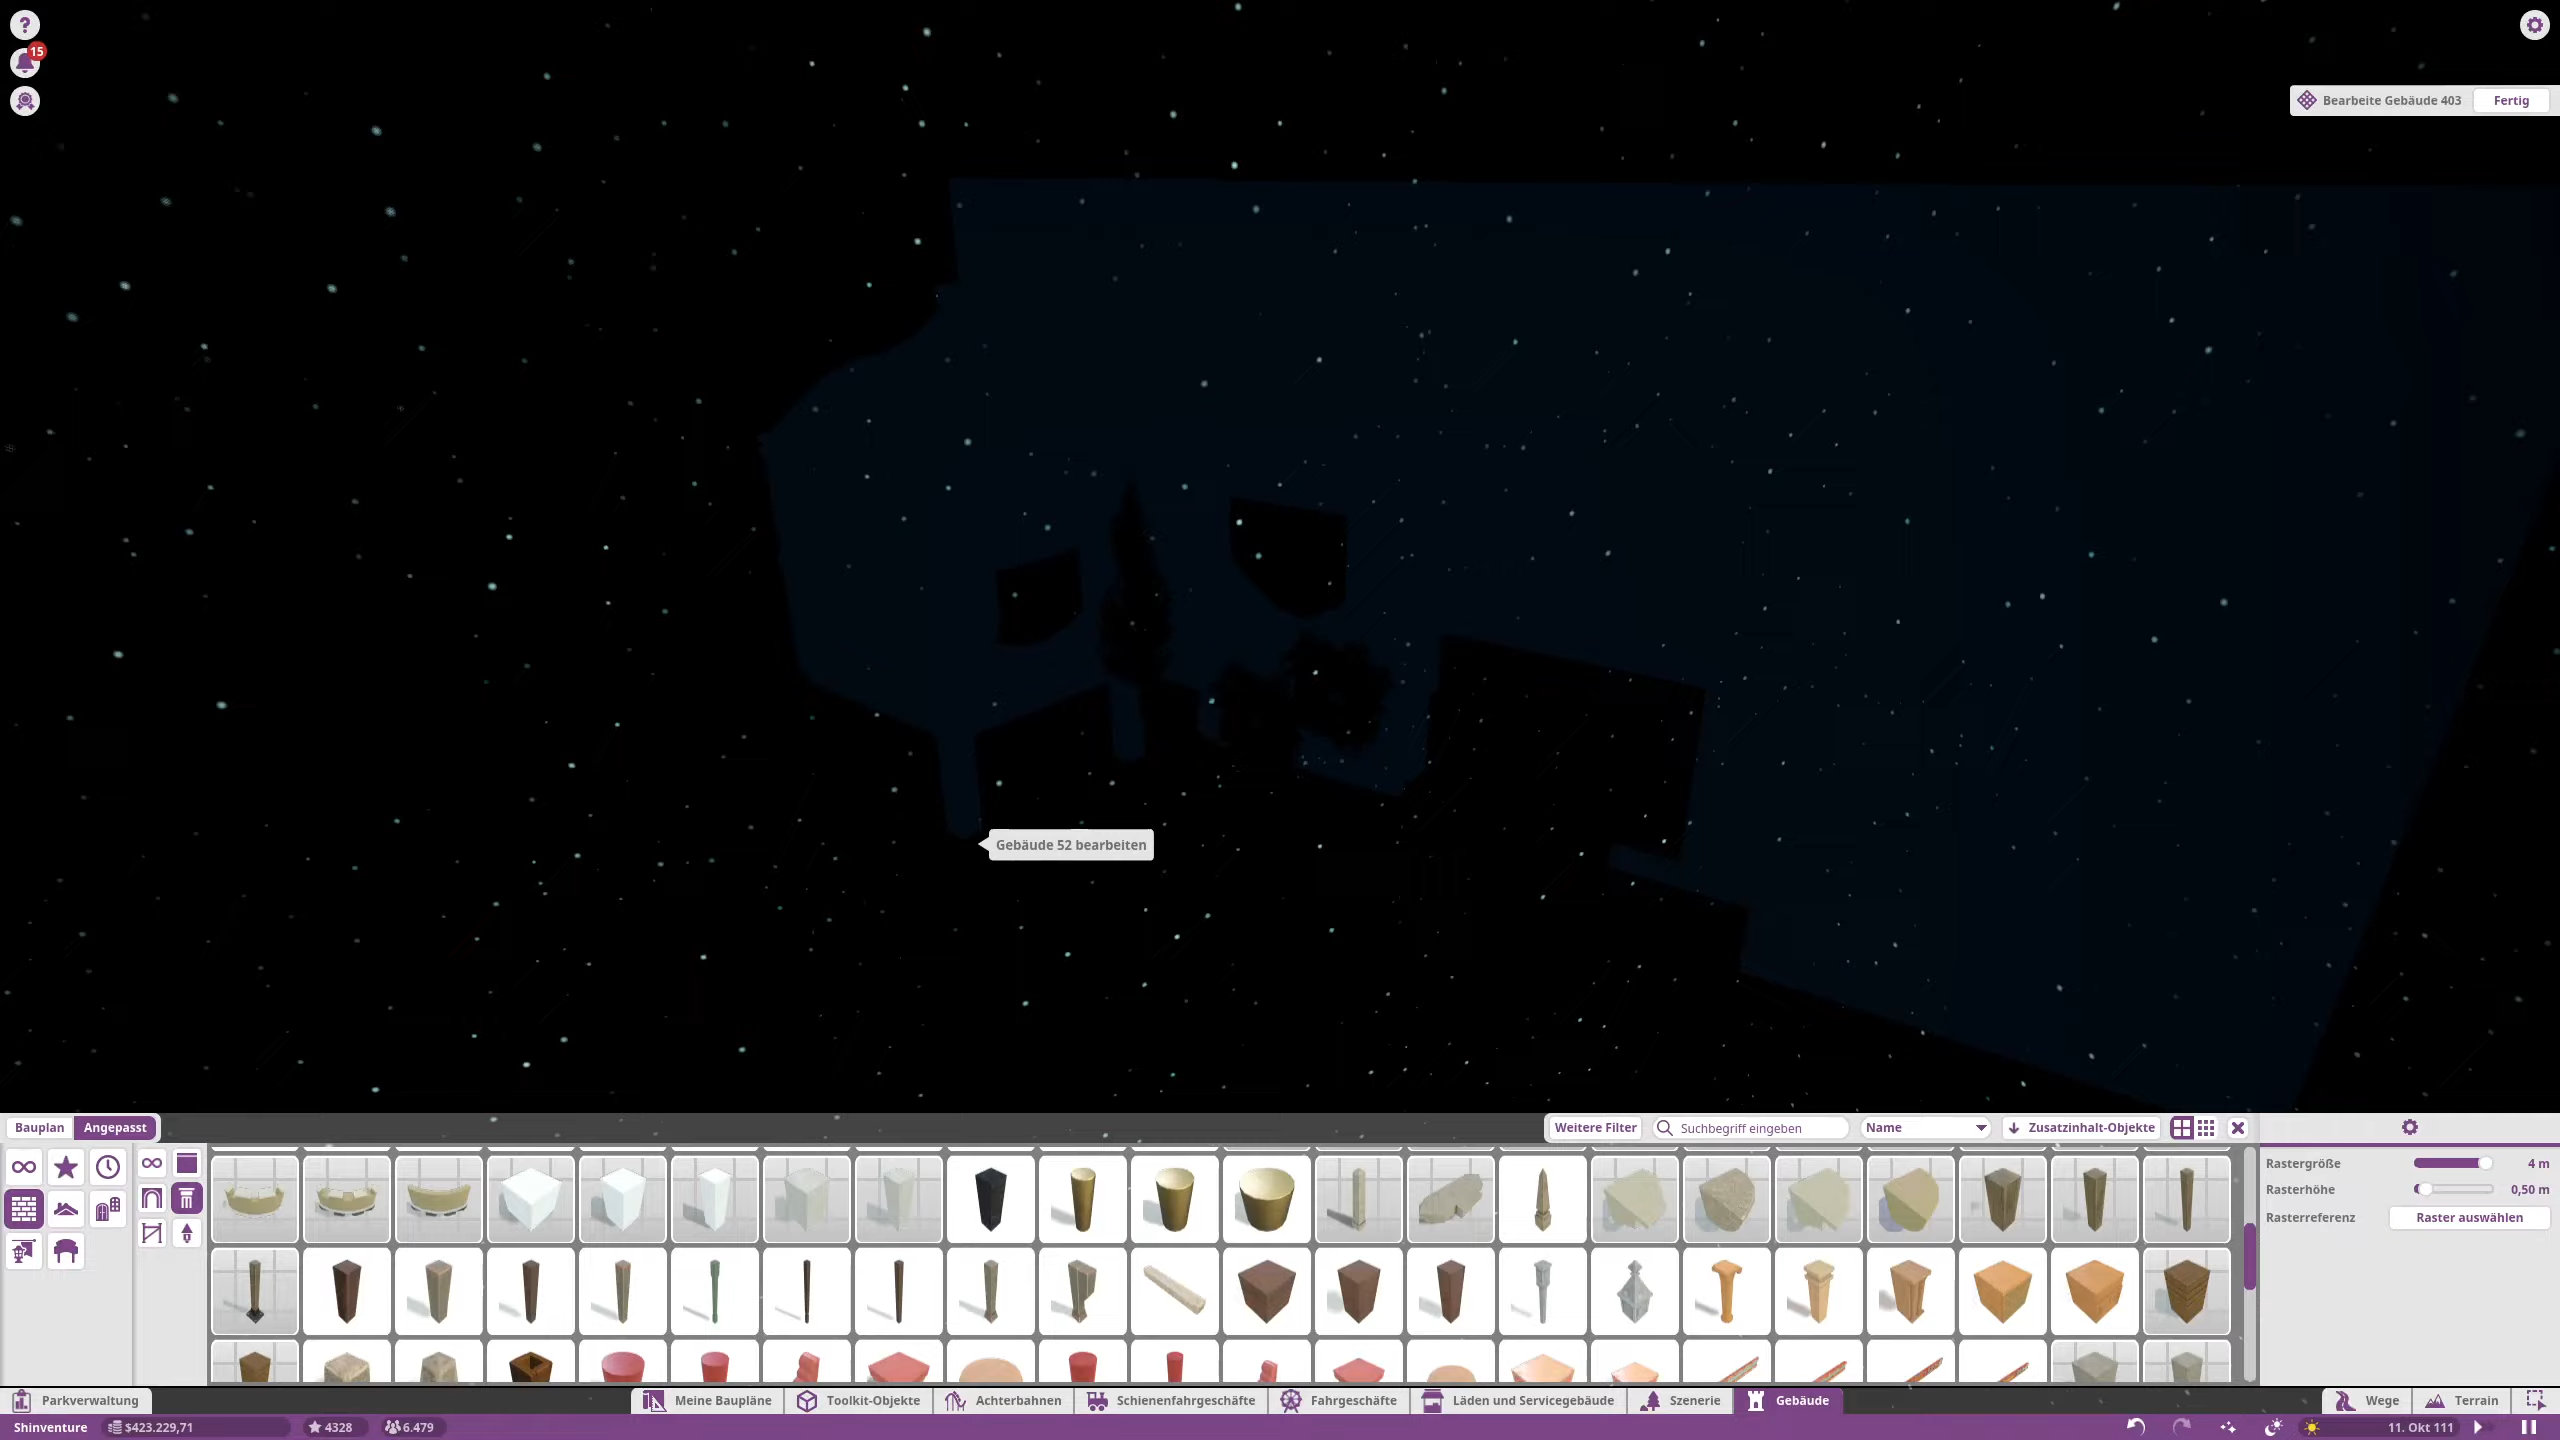 ?
15
Bearbeite Gebäude 403
Fertig
Gebäude 52 bearbeiten
Bauplan
Angepasst
Weitere Filter
Suchbegriff eingeben
Name
Zusatzinhalt-Objekte
Rastergröße
4 m
Rasterhöhe
0,50 m
Rasterreferenz
Raster auswählen
Parkverwaltung
Meine Baupläne
Toolkit-Objekte
Achterbahnen
Schienenfahrgeschäfte
Fahrgeschäfte
Läden und Servicegebäude
Szenerie
Gebäude
Wege
Terrain
Shinventure
$423.229,71
4328
6.479
11. Okt 111